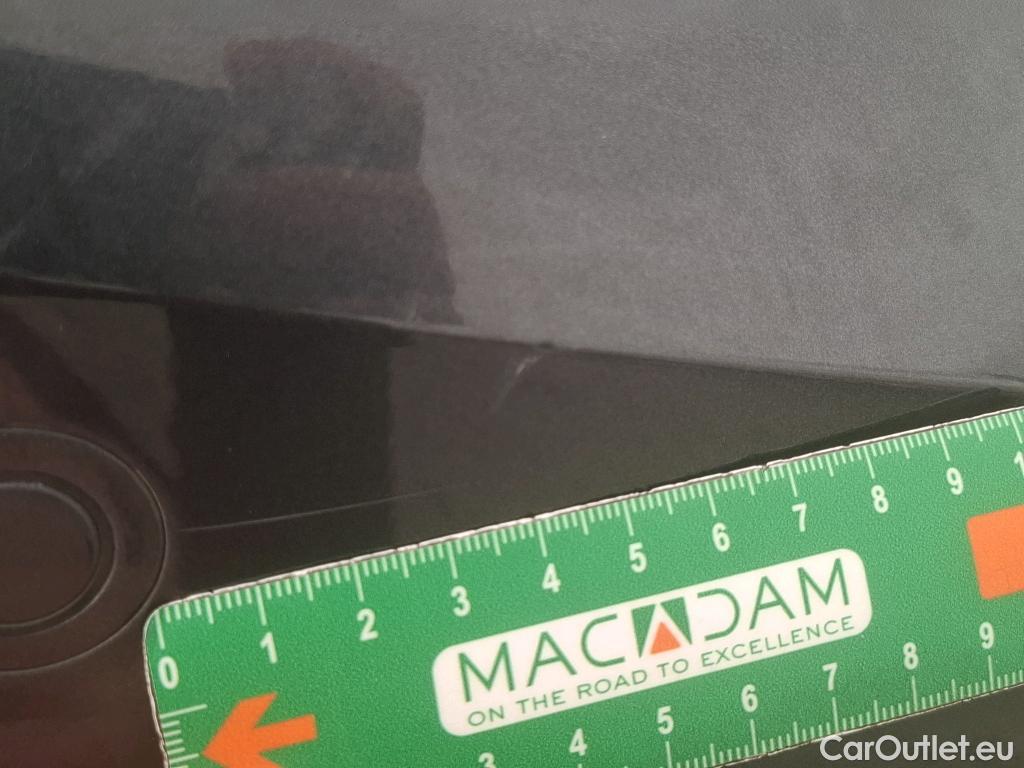 0 1 2 3 4 5 6 7 8 9 1
MACADAM
ON THE ROAD TO EXCELLENCE
3 4 5 6 7 8 9
CarOutlet.eu